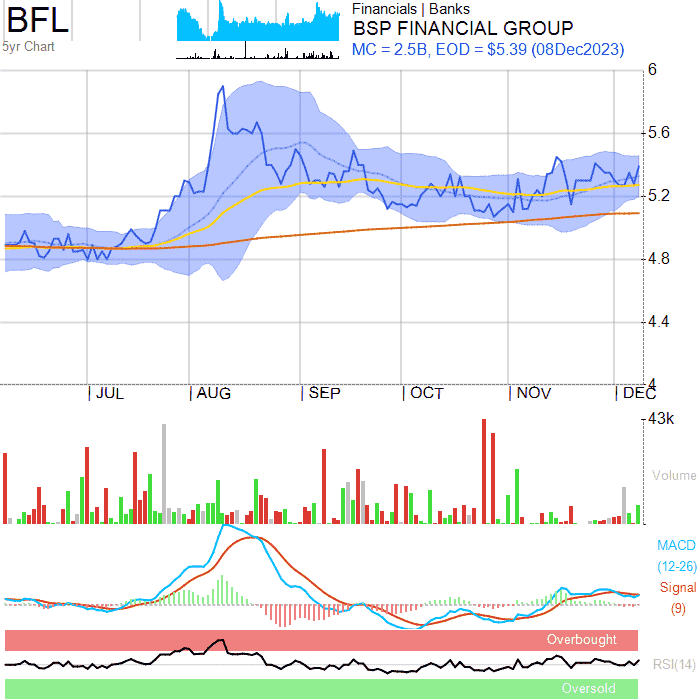 BFL
5yr Chart
Financials | Banks
BSP FINANCIAL GROUP
MC = 2.5B, EOD = $5.39 (08Dec2023)
6
5.6
5.2
4.8
4.4
4
JUL AUG SEP OCT NOV DEC
43k
Volume
MACD
(12-26)
Signal
(9)
Overbought
RSI(14)
Oversold